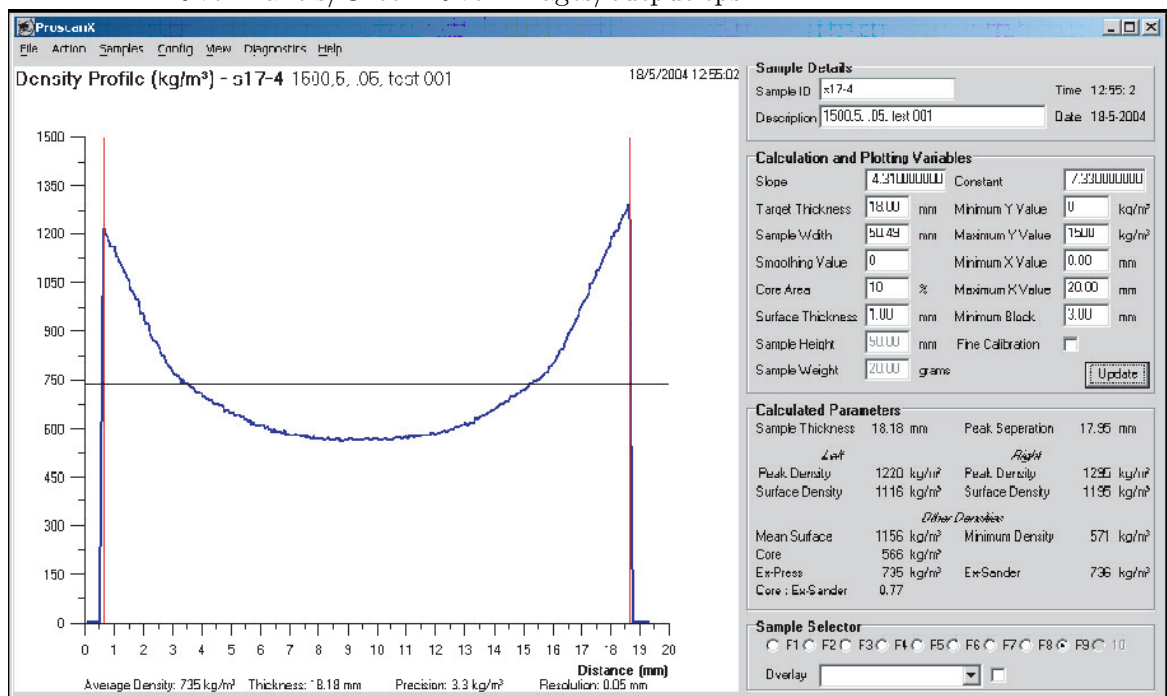 ProscanX
File Action Samples Config View Diagnostics Help
Density Profile (kg/m³) - s17-4 1500,5, .05, test 001
18/5/2004 12:55:02
1500
1350
1200
1050
900
750
600
450
300
150
0
0 1 2 3 4 5 6 7 8 9 10 11 12 13 14 15 16 17 18 19 20
Distance (mm)
Average Density: 735 kg/m³ Thickness: 18.18 mm Precision: 3.3 kg/m³ Resolution: 0.05 mm
Sample Details
Sample ID s17-4 Time 12:55: 2
Description 1500.5, .05, test 001 Date 18-5-2004
Calculation and Plotting Variables
Slope 4.310000000 Constant 7.330000000
Target Thickness 18.00 mm Minimum Y Value 0 kg/m³
Sample Width 50.49 mm Maximum Y Value 1500 kg/m³
Smoothing Value 0 Minimum X Value 0.00 mm
Core Area 10 % Maximum X Value 20.00 mm
Surface Thickness 1.00 mm Minimum Block 3.00 mm
Sample Height 50.00 mm Fine Calibration
Sample Weight 20.00 grams Update
Calculated Parameters
Sample Thickness 18.18 mm Peak Seperation 17.95 mm
Left Right
Peak Density 1220 kg/m³ Peak Density 1295 kg/m³
Surface Density 1116 kg/m³ Surface Density 1195 kg/m³
Other Densities
Mean Surface 1156 kg/m³ Minimum Density 571 kg/m³
Core 566 kg/m³
Ex-Press 735 kg/m³ Ex-Sander 736 kg/m³
Core : Ex-Sander 0.77
Sample Selector
F1 F2 F3 F4 F5 F6 F7 F8 F9 10
Overlay